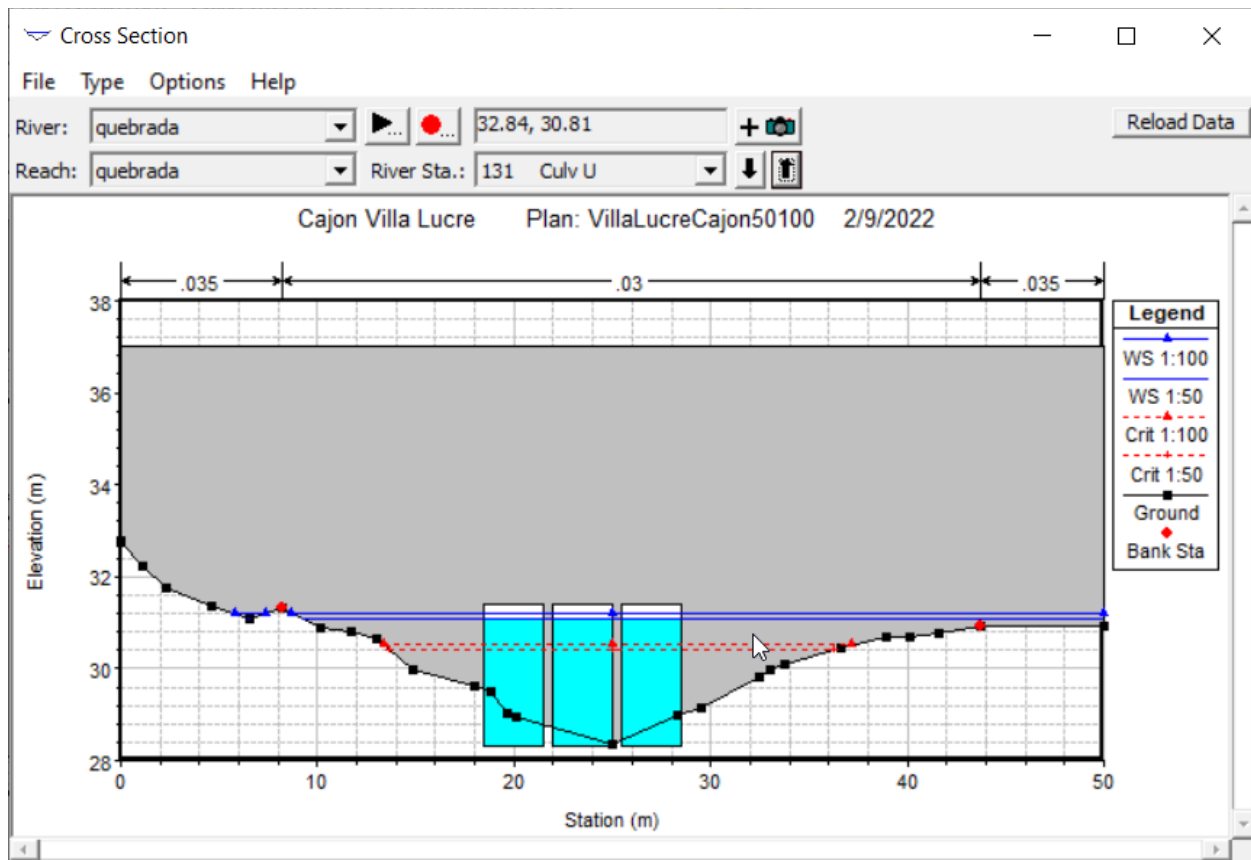 Cross Section
File Type Options Help
River: quebrada ... ... 32.84, 30.81 + Reload Data
Reach: quebrada River Sta.: 131 Culv U
Cajon Villa Lucre Plan: VillaLucreCajon50100 2/9/2022
.035 .03 .035
38
36
34
32
30
28
Elevation (m)
0 10 20 30 40 50
Station (m)
Legend
WS 1:100
WS 1:50
Crit 1:100
Crit 1:50
Ground
Bank Sta